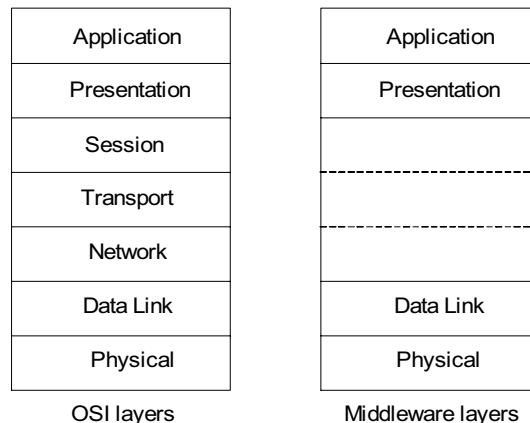 Application
Presentation
Session
Transport
Network
Data Link
Physical
OSI layers
Application
Presentation
Data Link
Physical
Middleware layers